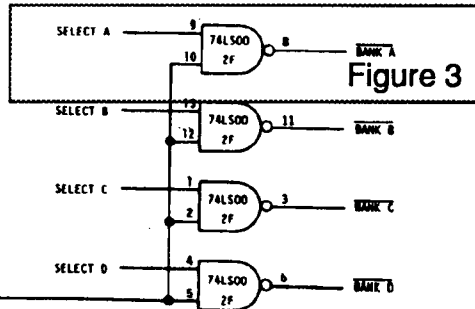 SELECT A 9 74LS00 8 BANK A
10 2F
Figure 3
SELECT B 13 74LS00 11 BANK B
12 2F
SELECT C 1 74LS00 3 BANK C
2 2F
SELECT D 4 74LS00 6 BANK D
5 2F